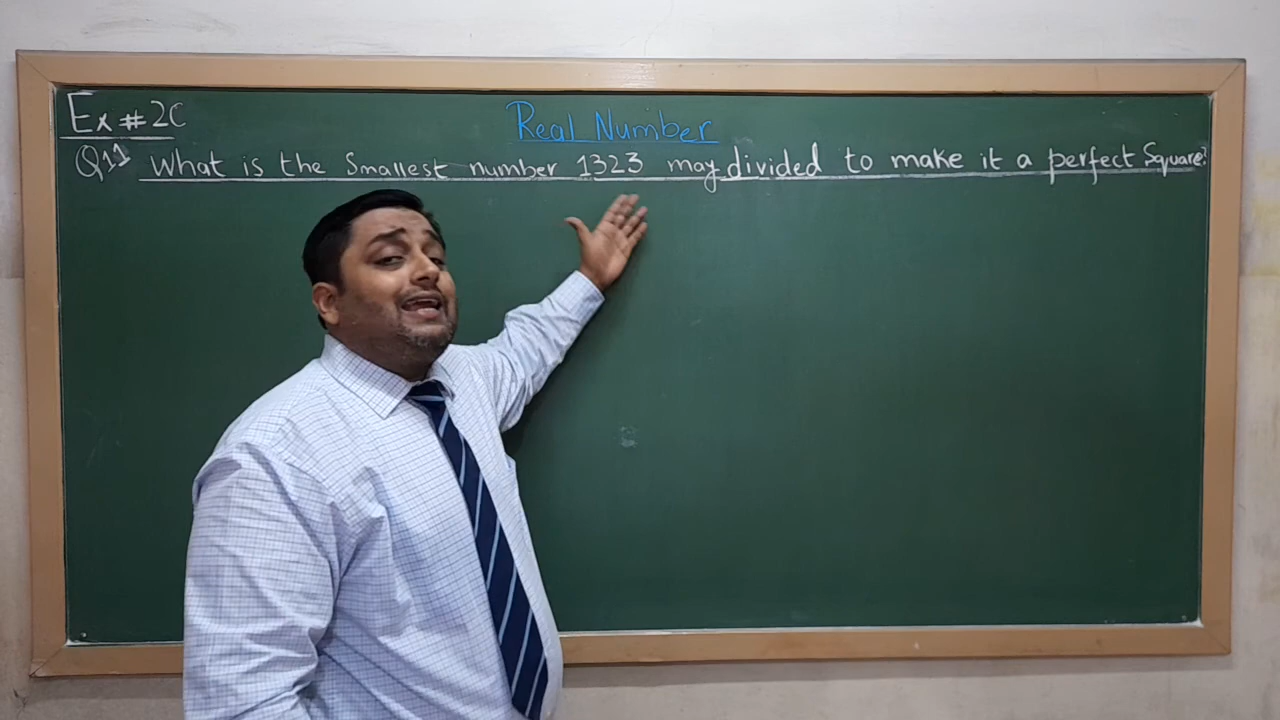 Ex # 2C
Real Number
Q11 What is the Smallest number 1323 may divided to make it a perfect Square?